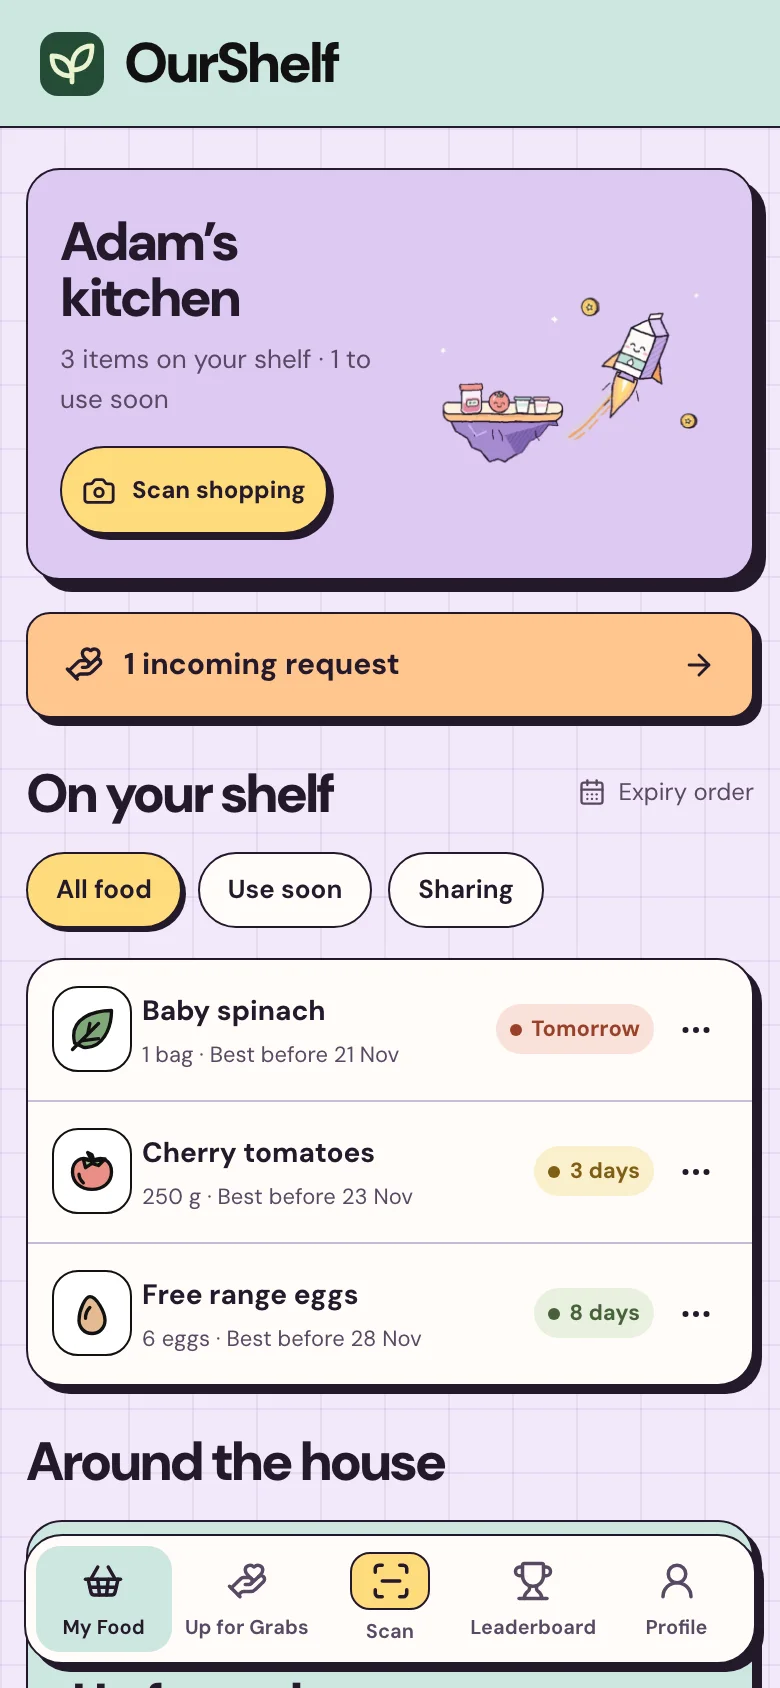 OurShelf
Adam's
kitchen
3 items on your shelf · 1 to
use soon
Scan shopping
1 incoming request
On your shelf
Expiry order
All food
Use soon
Sharing
Baby spinach
1 bag · Best before 21 Nov
Tomorrow
Cherry tomatoes
250 g · Best before 23 Nov
3 days
Free range eggs
6 eggs · Best before 28 Nov
8 days
Around the house
My Food
Up for Grabs
Scan
Leaderboard
Profile